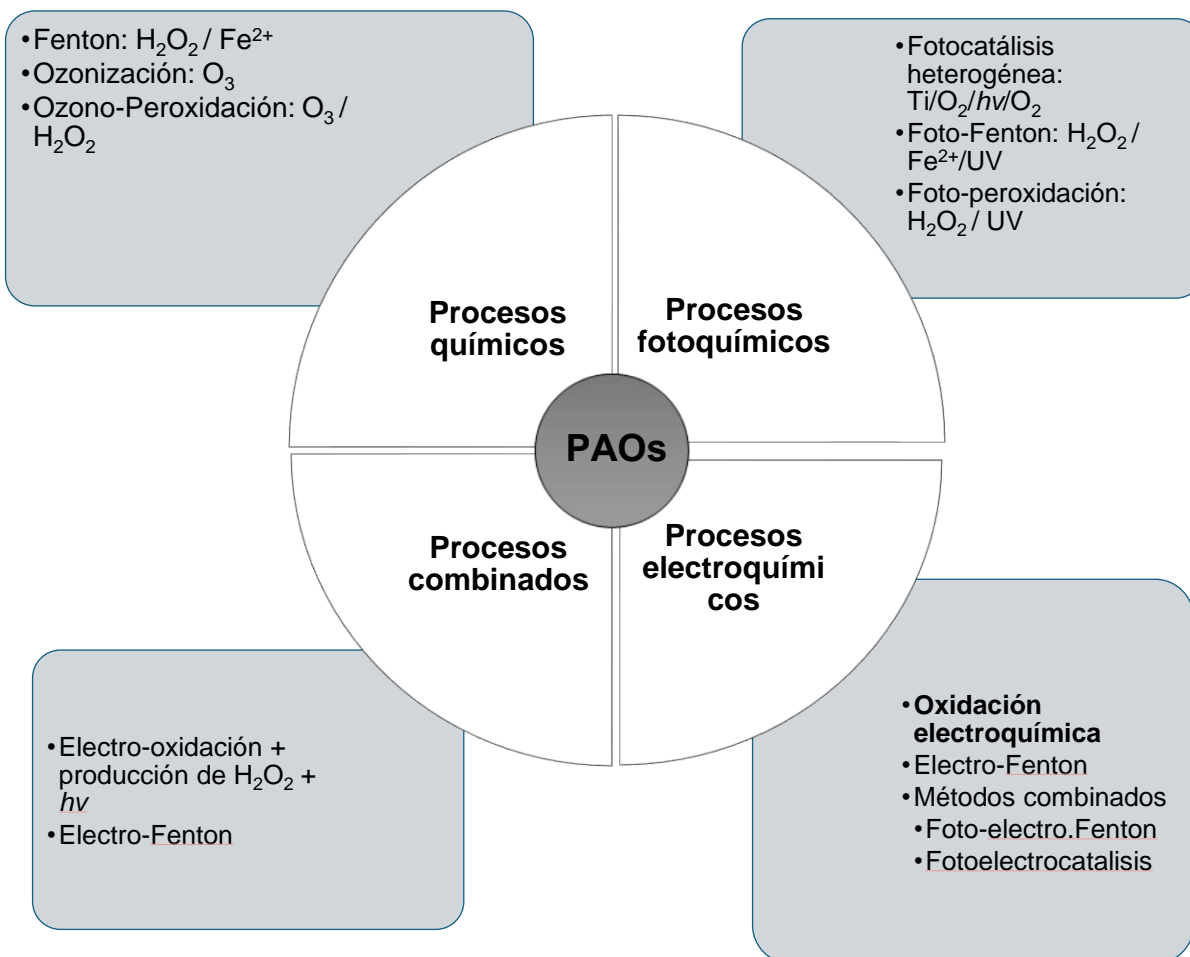 •Fenton: H₂O₂ / Fe²⁺
•Ozonización: O₃
•Ozono-Peroxidación: O₃ /
H₂O₂
•Fotocatálisis
heterogénea:
Ti/O₂/hv/O₂
•Foto-Fenton: H₂O₂ /
Fe²⁺/UV
•Foto-peroxidación:
H₂O₂ / UV
Procesos
químicos
Procesos
fotoquímicos
PAOs
Procesos
combinados
Procesos
electroquími
cos
•Electro-oxidación +
producción de H₂O₂ +
hv
•Electro-Fenton
•Oxidación
electroquímica
•Electro-Fenton
•Métodos combinados
•Foto-electro.Fenton
•Fotoelectrocatalisis